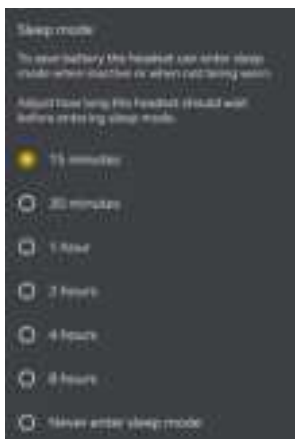 Sleep mode
To save battery the headset can enter sleep
mode when inactive or when not being worn.
Adjust how long the headset should wait
before entering sleep mode.
15 minutes
30 minutes
1 hour
2 hours
4 hours
8 hours
Never enter sleep mode